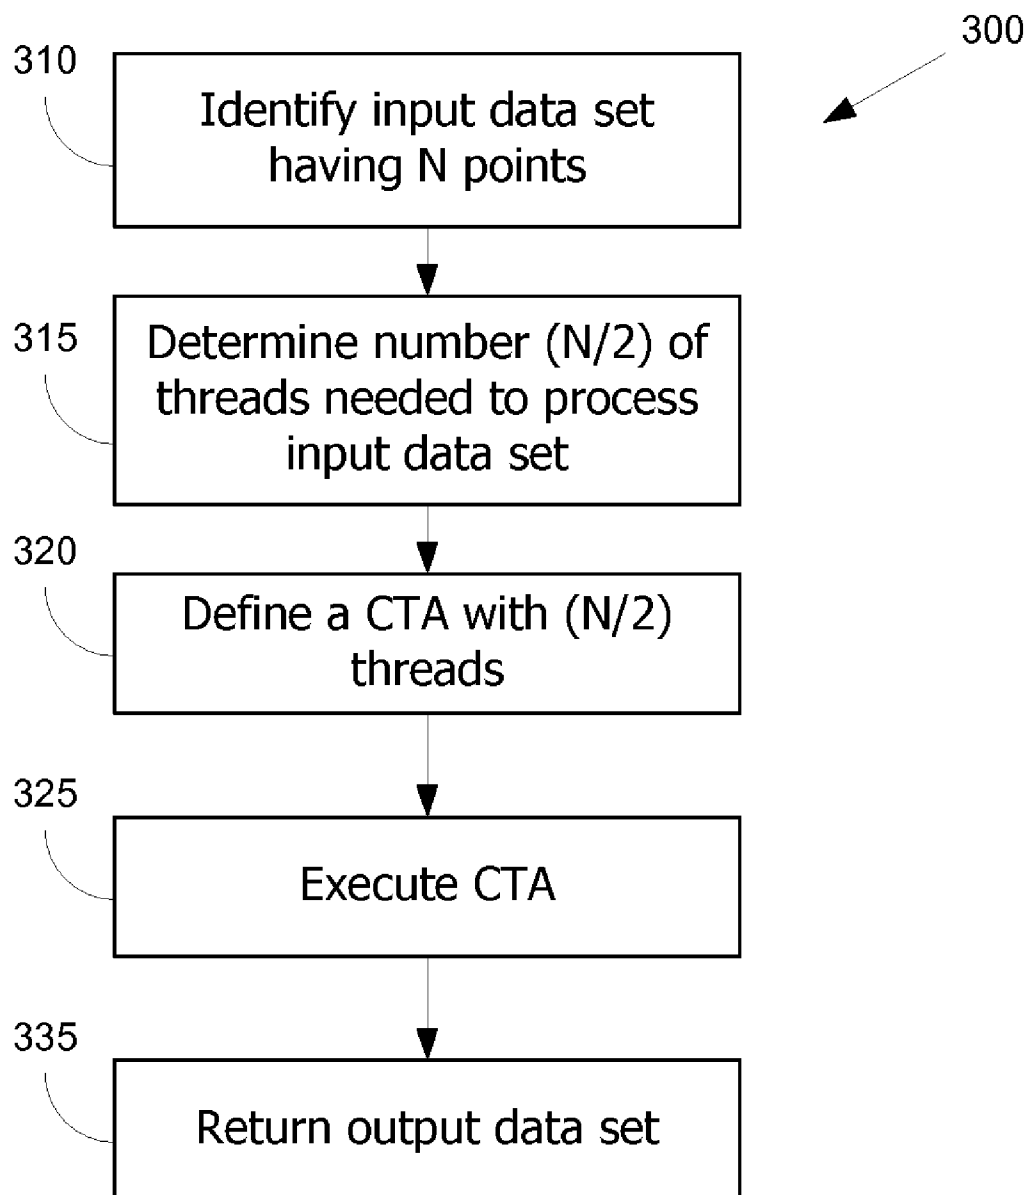 300
310
Identify input data set
having N points
315
Determine number (N/2) of
threads needed to process
input data set
320
Define a CTA with (N/2)
threads
325
Execute CTA
335
Return output data set